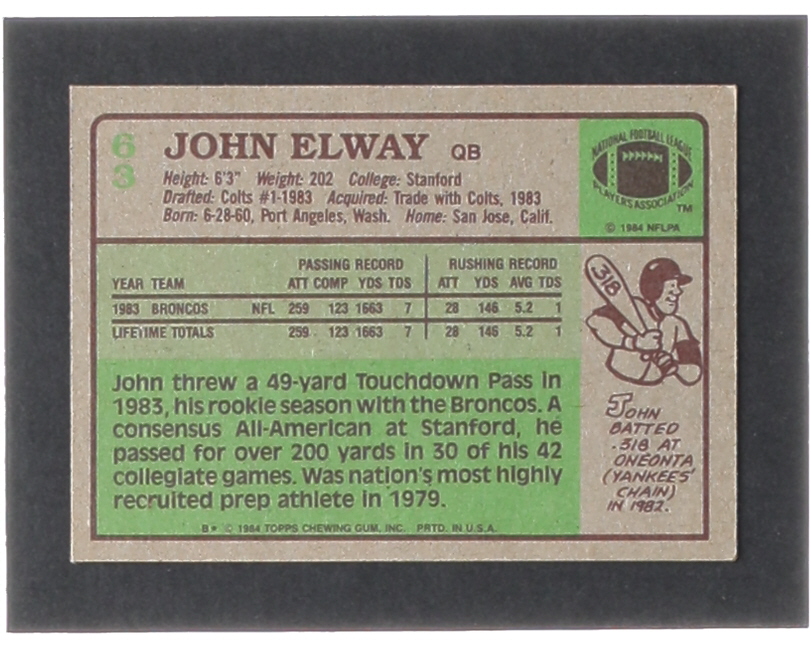 63
JOHN ELWAY QB
Height: 6'3" Weight: 202 College: Stanford
Drafted: Colts #1-1983 Acquired: Trade with Colts, 1983
Born: 6-28-60, Port Angeles, Wash. Home: San Jose, Calif.
NATIONAL FOOTBALL LEAGUE
PLAYERS ASSOCIATION
TM
© 1984 NFLPA
PASSING RECORD RUSHING RECORD
YEAR TEAM ATT COMP YDS TDS ATT YDS AVG TDS
1983 BRONCOS NFL 259 123 1663 7 28 146 5.2 1
LIFETIME TOTALS 259 123 1663 7 28 146 5.2 1
John threw a 49-yard Touchdown Pass in
1983, his rookie season with the Broncos. A
consensus All-American at Stanford, he
passed for over 200 yards in 30 of his 42
collegiate games. Was nation's most highly
recruited prep athlete in 1979.
.318
JOHN
BATTED
.318 AT
ONEONTA
(YANKEES'
CHAIN)
IN 1982.
B* © 1984 TOPPS CHEWING GUM, INC. PRTD. IN U.S.A.